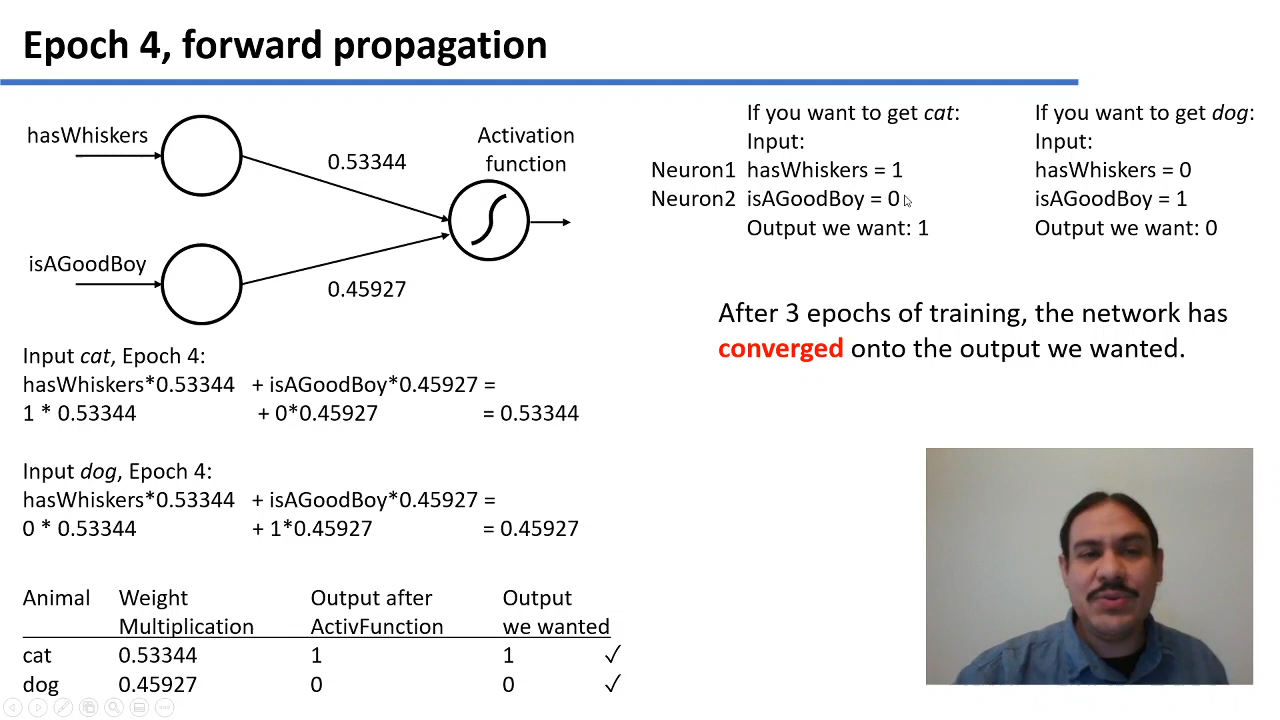 Epoch 4, forward propagation
hasWhiskers
0.53344
Activation
function
isAGoodBoy
0.45927
If you want to get cat:
Input:
Neuron1 hasWhiskers = 1
Neuron2 isAGoodBoy = 0
Output we want: 1
If you want to get dog:
Input:
hasWhiskers = 0
isAGoodBoy = 1
Output we want: 0
After 3 epochs of training, the network has
converged onto the output we wanted.
Input cat, Epoch 4:
hasWhiskers*0.53344 + isAGoodBoy*0.45927 =
1 * 0.53344 + 0*0.45927 = 0.53344
Input dog, Epoch 4:
hasWhiskers*0.53344 + isAGoodBoy*0.45927 =
0 * 0.53344 + 1*0.45927 = 0.45927
Animal Weight Output after Output
Multiplication ActivFunction we wanted
cat 0.53344 1 1 ✓
dog 0.45927 0 0 ✓